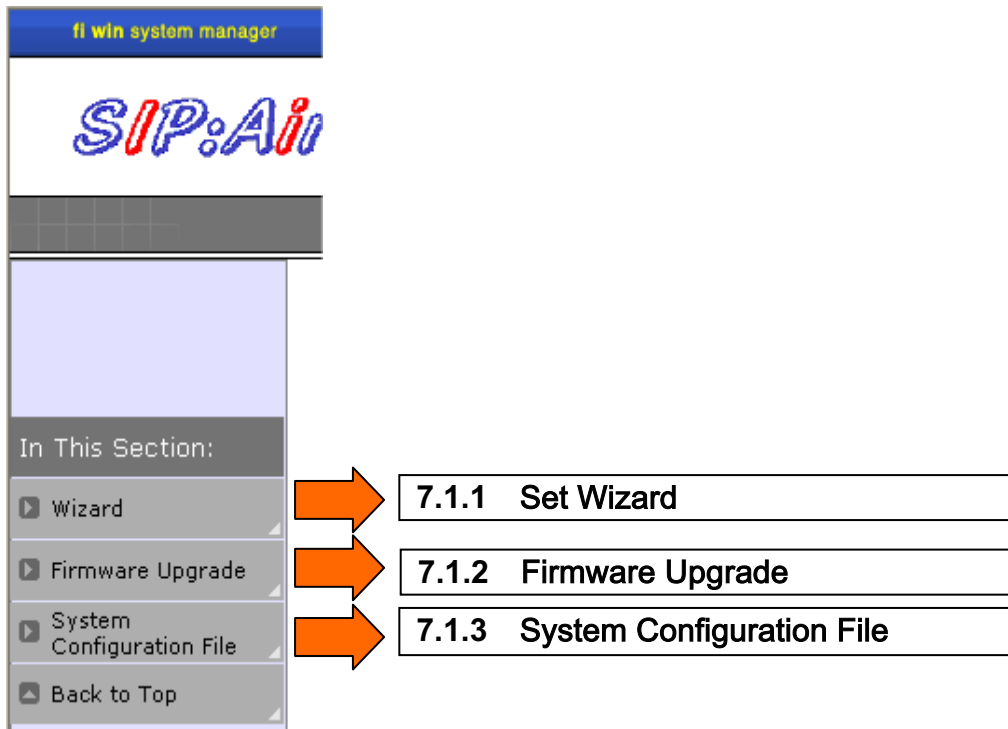 fi win system manager
SIP:Air
In This Section:
Wizard
7.1.1 Set Wizard
Firmware Upgrade
7.1.2 Firmware Upgrade
System
Configuration File
7.1.3 System Configuration File
Back to Top